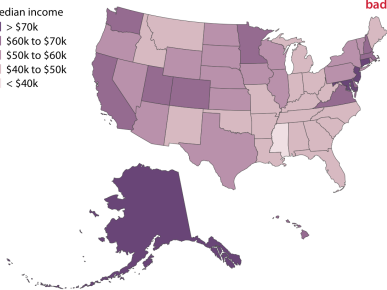 bad
edian income
> $70k
$60k to $70k
$50k to $60k
$40k to $50k
< $40k